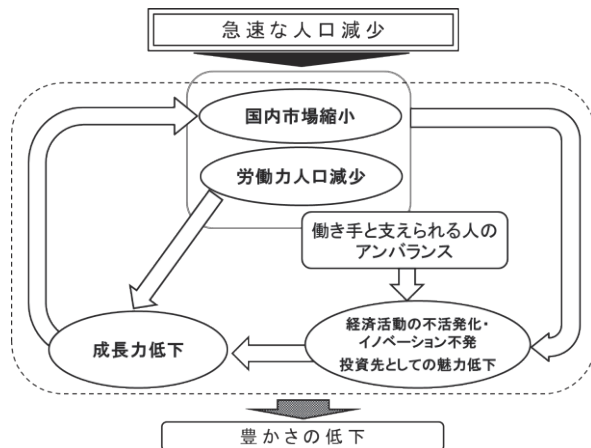 急速な人口減少
国内市場縮小
労働力人口減少
働き手と支えられる人の
アンバランス
経済活動の不活発化・
イノベーション不発
投資先としての魅力低下
成長力低下
豊かさの低下